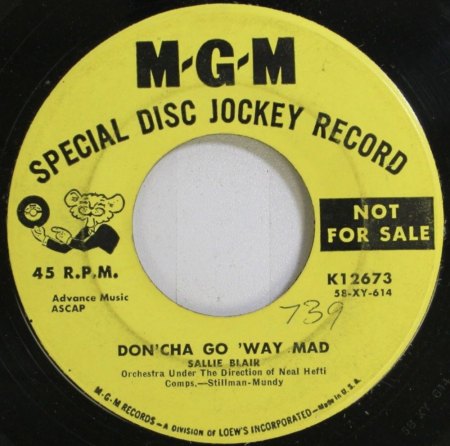 M-G-M
SPECIAL DISC JOCKEY RECORD
NOT
FOR SALE
45 R.P.M.
Advance Music
ASCAP
K12673
58-XY-614
739
DON'CHA GO 'WAY MAD
SALLIE BLAIR
Orchestra Under The Direction of Neal Hefti
Comps.—Stillman-Mundy
M-G-M RECORDS—A DIVISION OF LOEW'S INCORPORATED—Made in U.S.A.